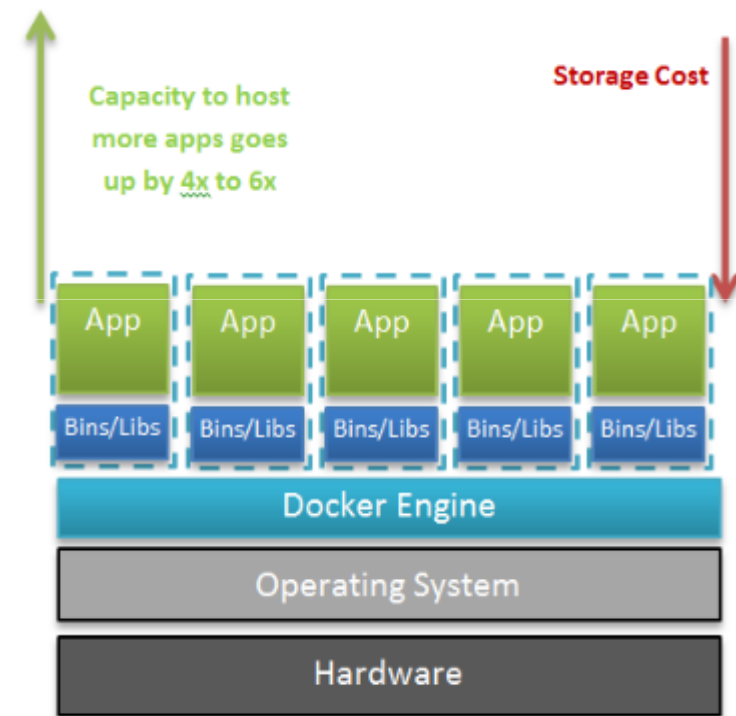 Capacity to host
more apps goes
up by 4x to 6x
Storage Cost
App App App App App
Bins/Libs Bins/Libs Bins/Libs Bins/Libs Bins/Libs
Docker Engine
Operating System
Hardware